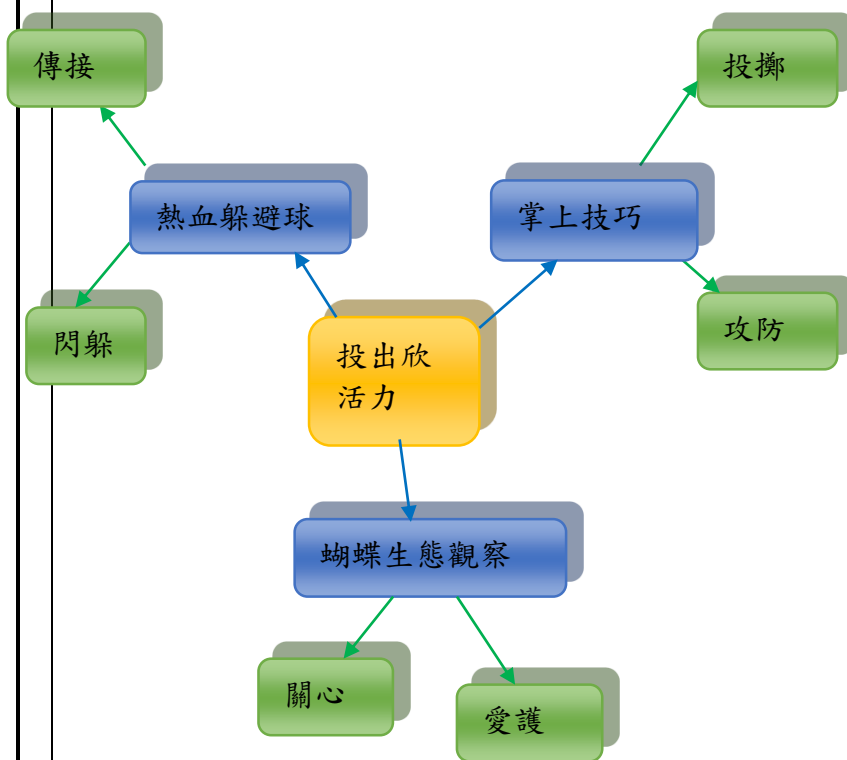 傳接
投擲
熱血躲避球
掌上技巧
閃躲
攻防
投出欣
活力
蝴蝶生態觀察
關心
愛護